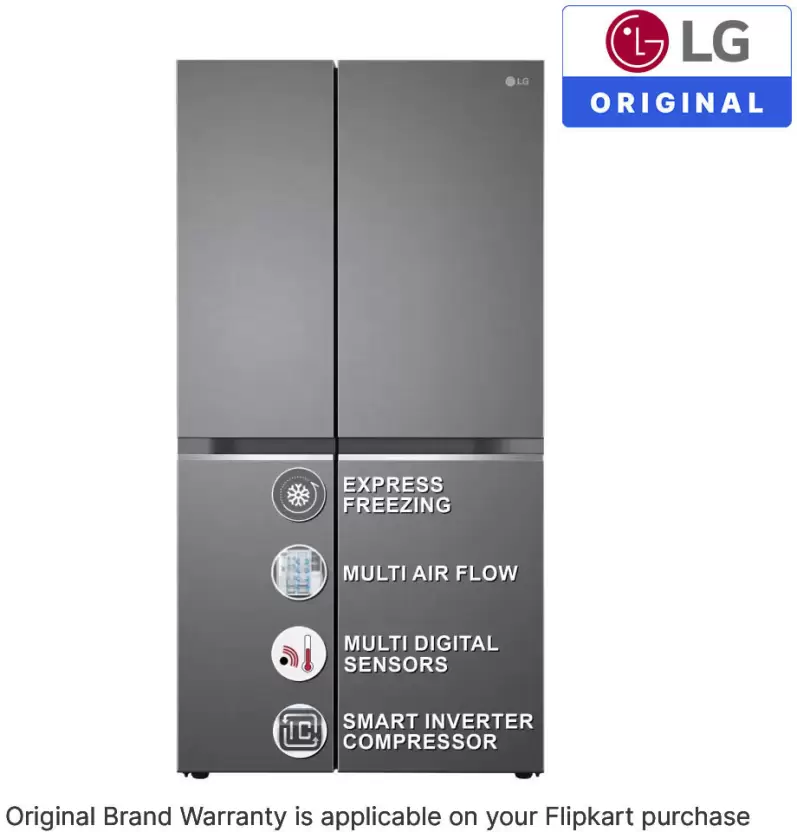 LG
ORIGINAL
LG
EXPRESS
FREEZING
MULTI AIR FLOW
MULTI DIGITAL
SENSORS
SMART INVERTER
COMPRESSOR
Original Brand Warranty is applicable on your Flipkart purchase